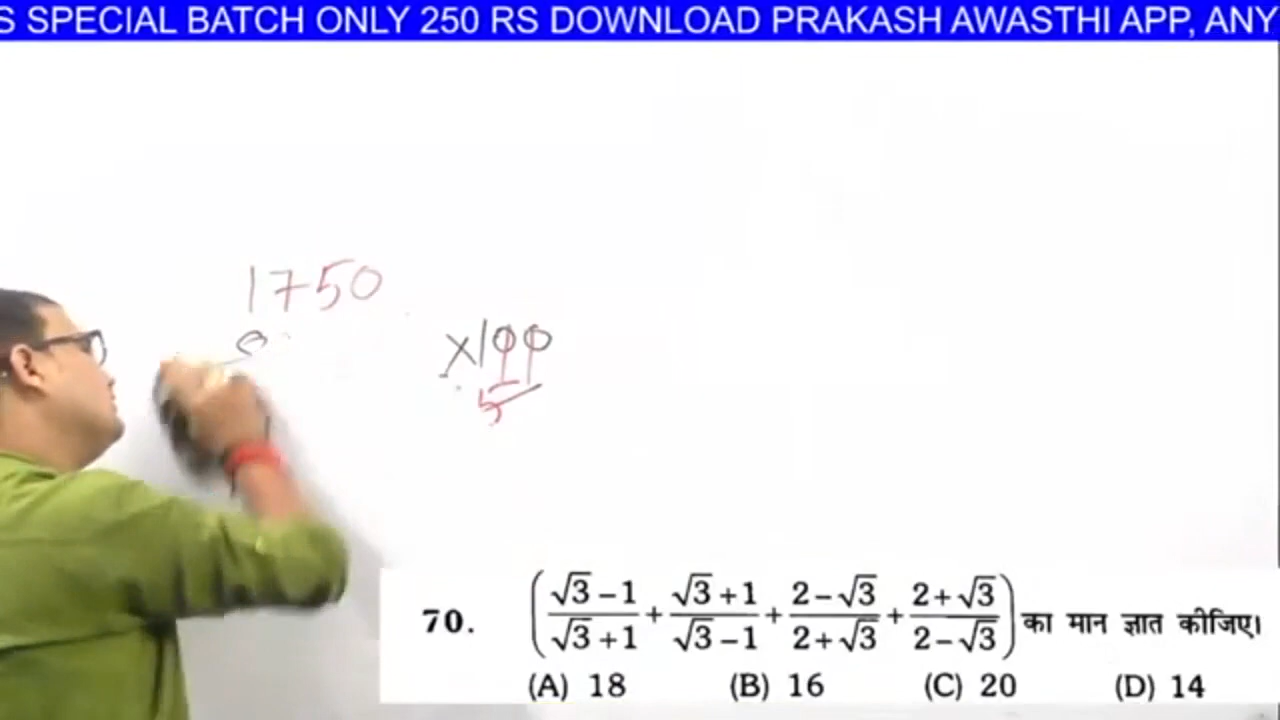 S SPECIAL BATCH ONLY 250 RS DOWNLOAD PRAKASH AWASTHI APP, ANY
1750
X100
5
70. ((√3-1)/(√3+1) + (√3+1)/(√3-1) + (2-√3)/(2+√3) + (2+√3)/(2-√3)) का मान ज्ञात कीजिए।
(A) 18 (B) 16 (C) 20 (D) 14